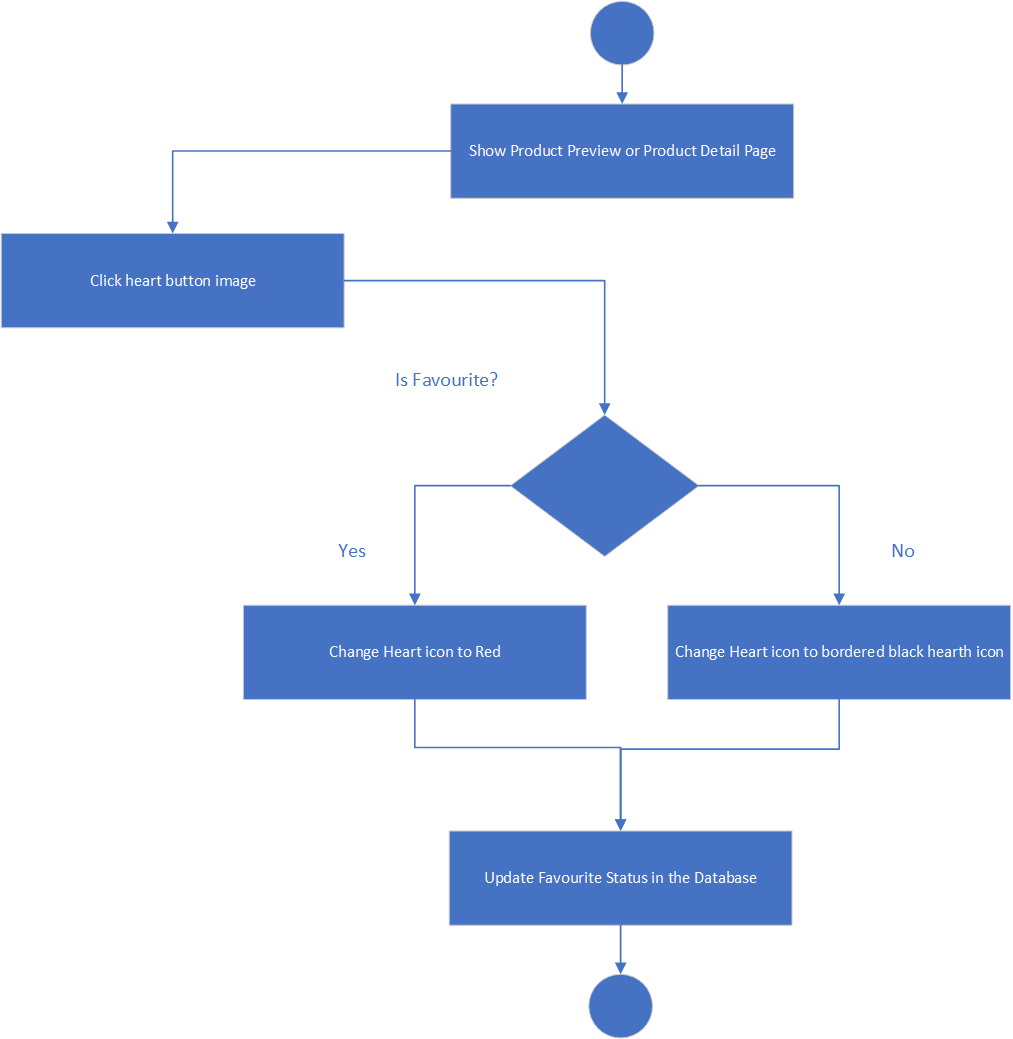 Show Product Preview or Product Detail Page
Click heart button image
Is Favourite?
Yes
No
Change Heart icon to Red
Change Heart icon to bordered black hearth icon
Update Favourite Status in the Database